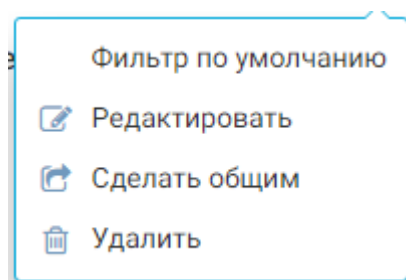 Фильтр по умолчанию
Редактировать
Сделать общим
Удалить